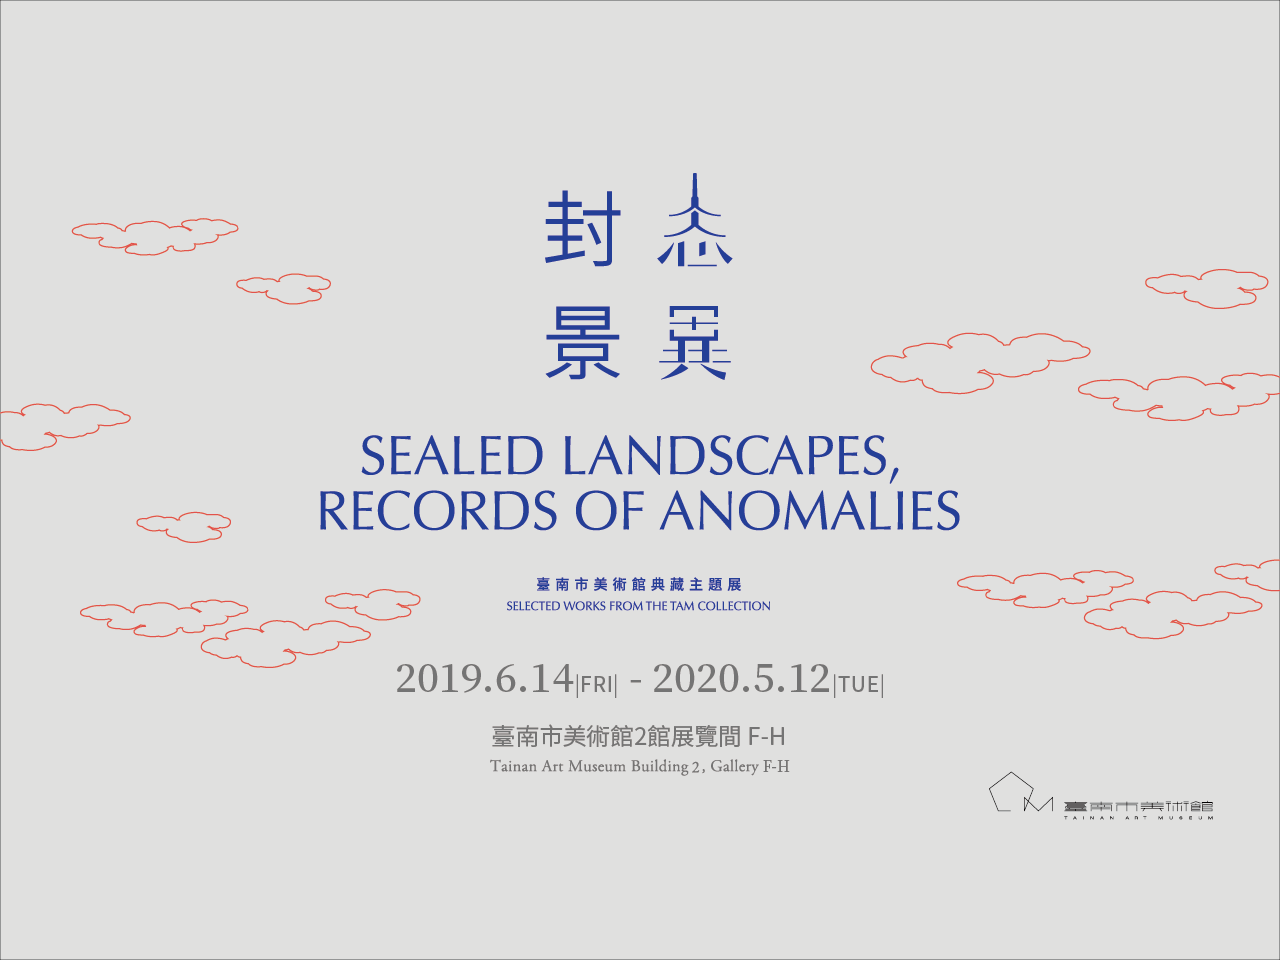 封 志
景 異
SEALED LANDSCAPES,
RECORDS OF ANOMALIES
臺南市美術館典藏主題展
SELECTED WORKS FROM THE TAM COLLECTION
2019.6.14|FRI| - 2020.5.12|TUE|
臺南市美術館2館展覽間 F-H
Tainan Art Museum Building 2, Gallery F-H
臺南市美術館
TAINAN ART MUSEUM